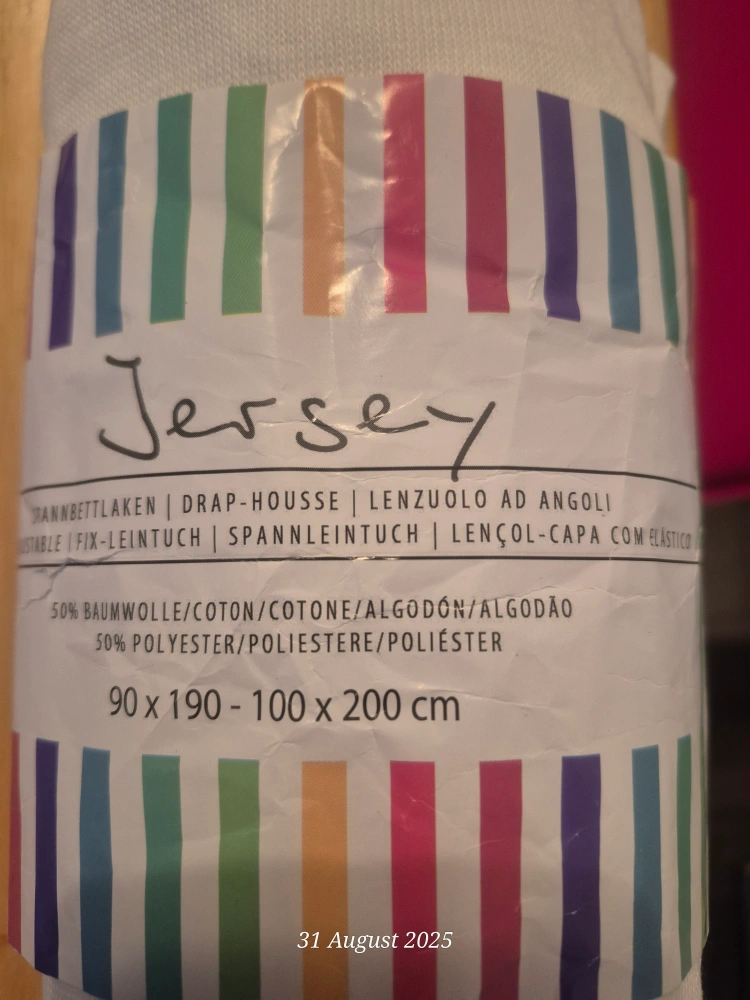 Jersey
SPANNBETTLAKEN | DRAP-HOUSSE | LENZUOLO AD ANGOLI
FIX-LEINTUCH | SPANNLEINTUCH | LENÇOL-CAPA COM ELÁSTICO
50% BAUMWOLLE/COTON/COTONE/ALGODÓN/ALGODÃO
50% POLYESTER/POLIESTERE/POLIÉSTER
90 x 190 - 100 x 200 cm
31 August 2025